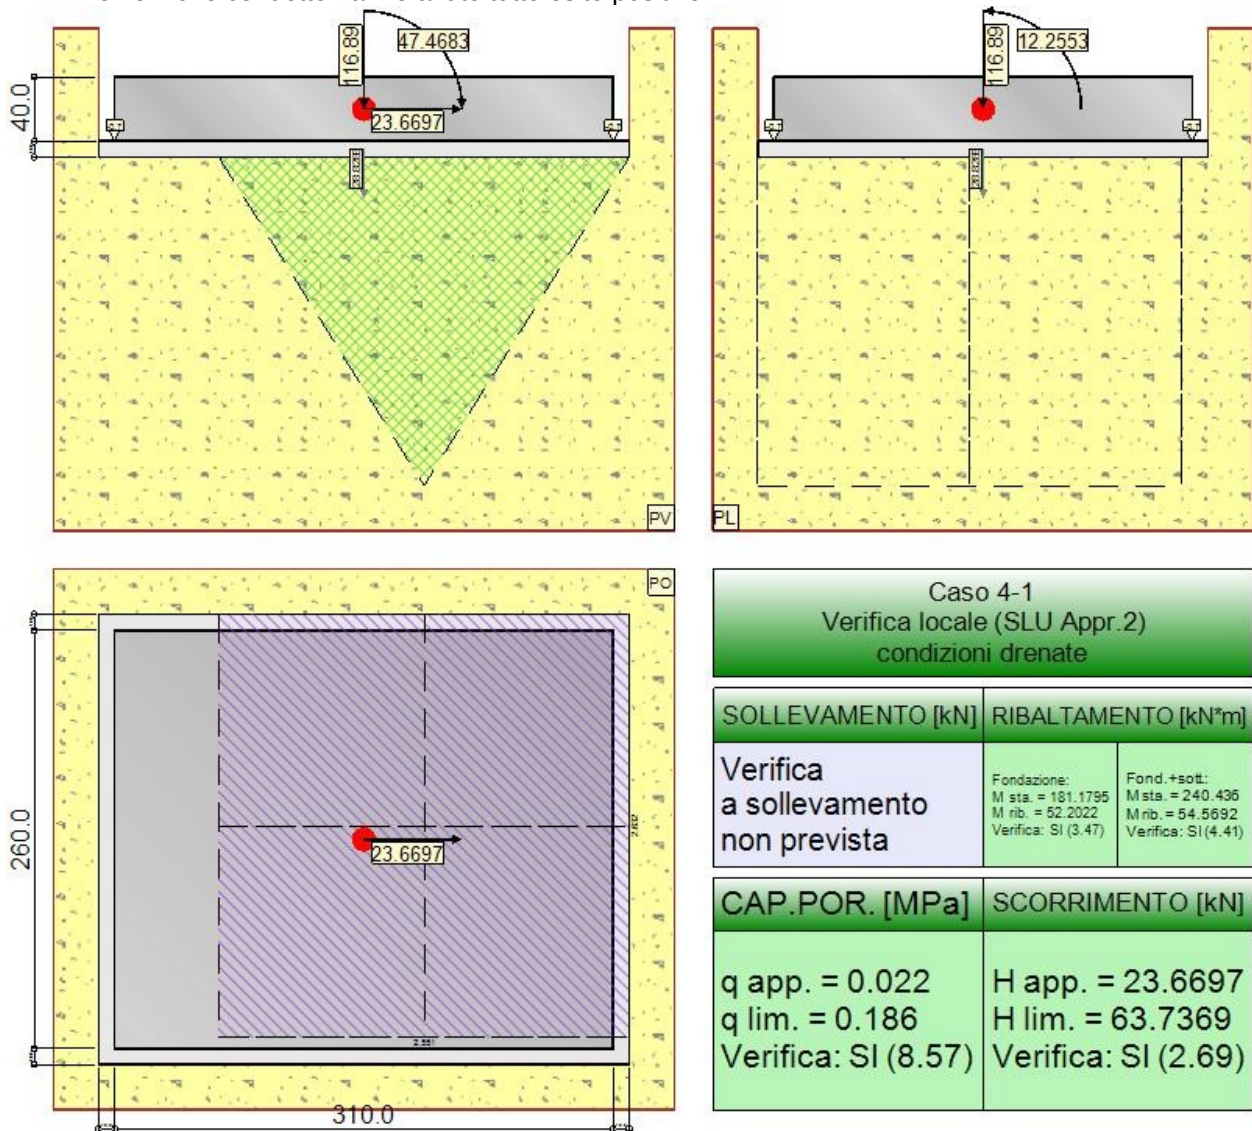 116.89
47.4683
23.6697
40.0
PV
116.89
12.2553
PL
PO
23.6697
260.0
2.632
2.551
310.0
Caso 4-1
Verifica locale (SLU Appr.2)
condizioni drenate
SOLLEVAMENTO [kN]
Verifica
a sollevamento
non prevista
RIBALTAMENTO [kN*m]
Fondazione:
M sta. = 181.1795
M rib. = 52.2022
Verifica: SI (3.47)
Fond.+sott.:
M sta. = 240.436
M rib. = 54.5692
Verifica: SI (4.41)
CAP.POR. [MPa]
q app. = 0.022
q lim. = 0.186
Verifica: SI (8.57)
SCORRIMENTO [kN]
H app. = 23.6697
H lim. = 63.7369
Verifica: SI (2.69)